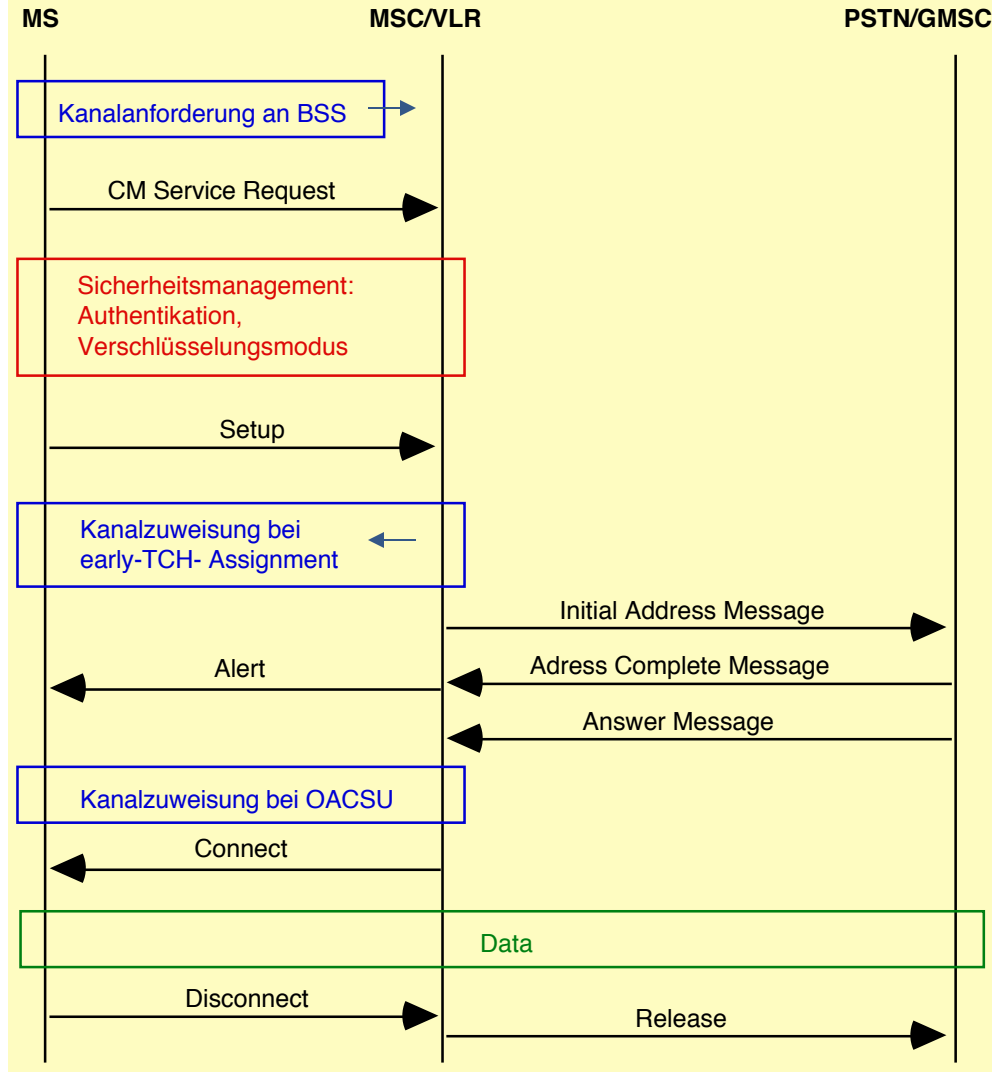 MS MSC/VLR PSTN/GMSC
Kanalanforderung an BSS
CM Service Request
Sicherheitsmanagement:
Authentikation,
Verschlüsselungsmodus
Setup
Kanalzuweisung bei
early-TCH- Assignment
Initial Address Message
Alert
Adress Complete Message
Answer Message
Kanalzuweisung bei OACSU
Connect
Data
Disconnect
Release